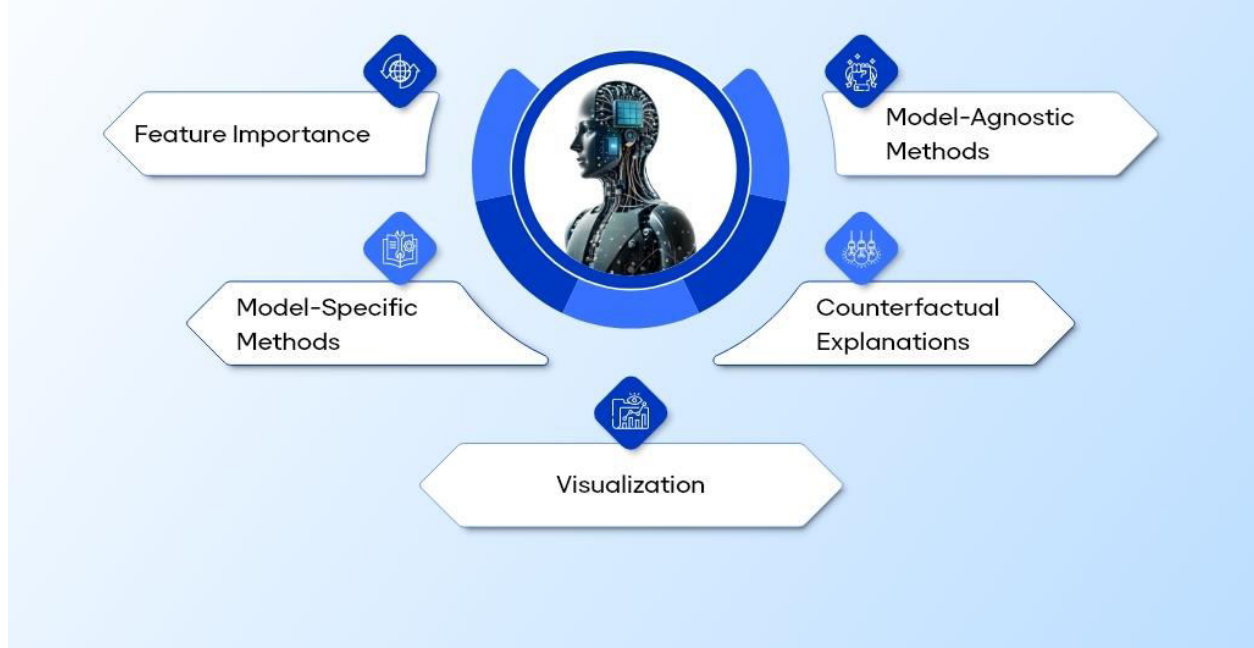 Feature Importance
Model-Agnostic
Methods
Model-Specific
Methods
Counterfactual
Explanations
Visualization